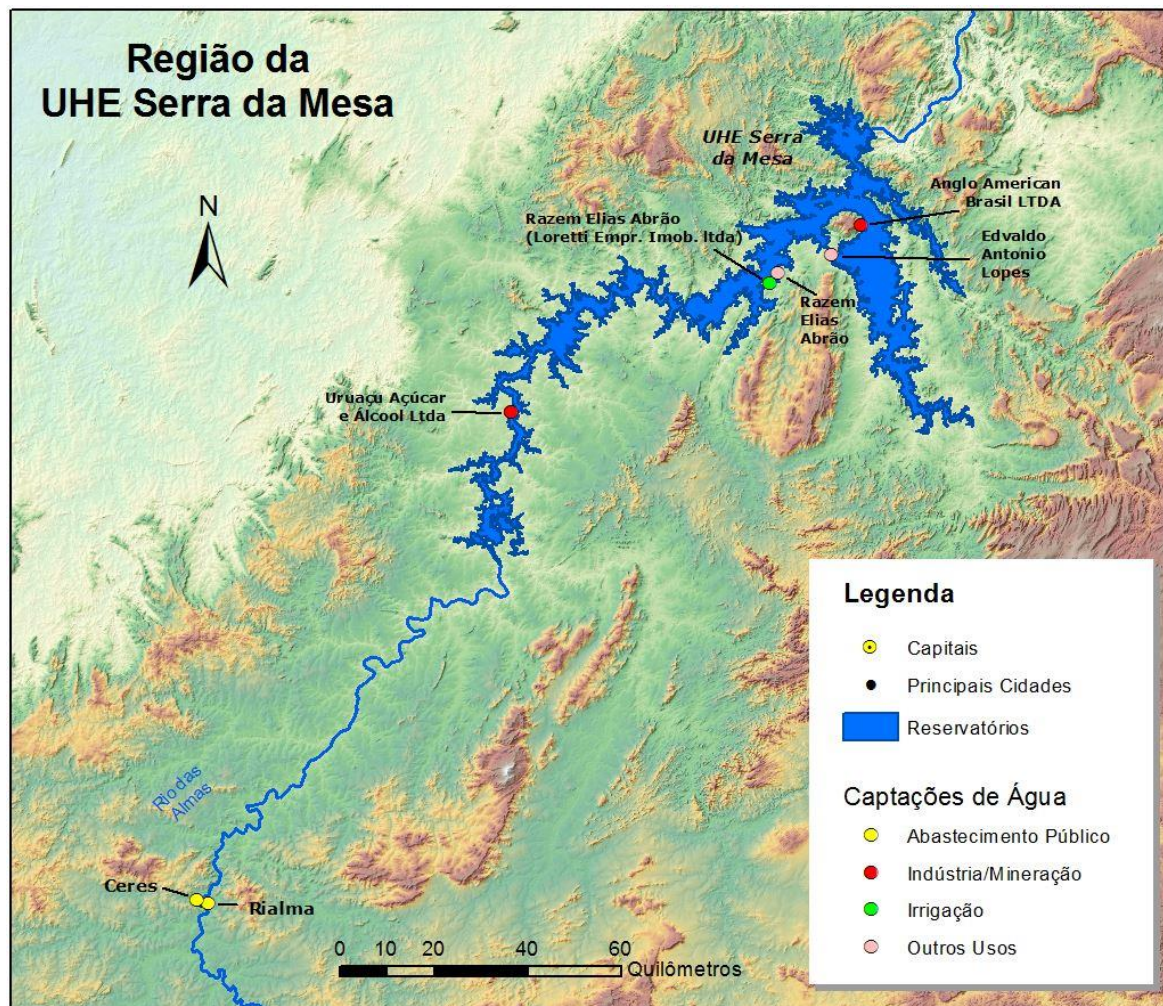 Região da
UHE Serra da Mesa
N
UHE Serra
da Mesa
Anglo American
Brasil LTDA
Razem Elias Abrão
(Loretti Empr. Imob. ltda)
Edvaldo
Antonio
Lopes
Razem
Elias
Abrão
Uruaçu Açúcar
e Álcool Ltda
Rio das
Almas
Ceres
Rialma
0 10 20 40 60
Quilômetros
Legenda
Capitais
Principais Cidades
Reservatórios
Captações de Água
Abastecimento Público
Indústria/Mineração
Irrigação
Outros Usos